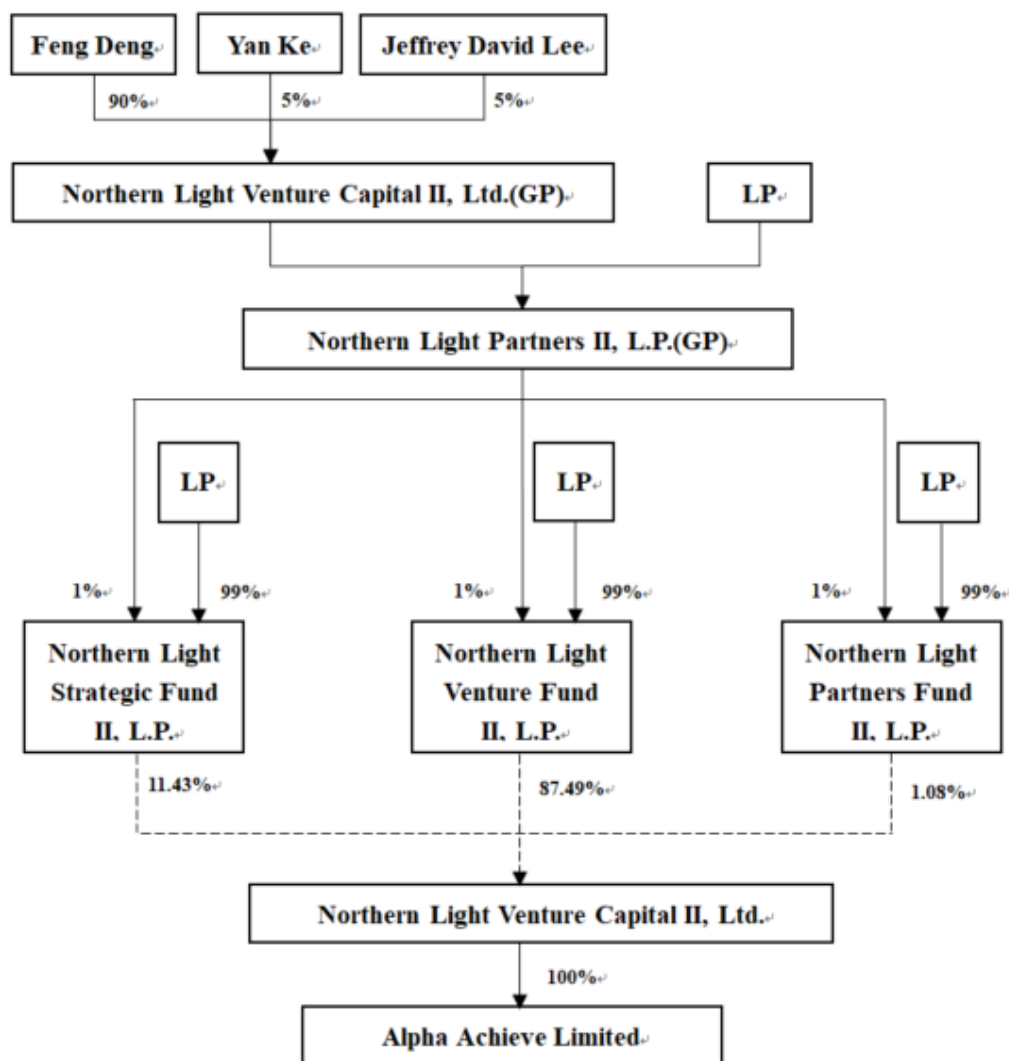 Feng Deng
Yan Ke
Jeffrey David Lee
90%
5%
5%
Northern Light Venture Capital II, Ltd.(GP)
LP
Northern Light Partners II, L.P.(GP)
LP
LP
LP
1%
99%
1%
99%
1%
99%
Northern Light
Strategic Fund
II, L.P.
Northern Light
Venture Fund
II, L.P.
Northern Light
Partners Fund
II, L.P.
11.43%
87.49%
1.08%
Northern Light Venture Capital II, Ltd.
100%
Alpha Achieve Limited